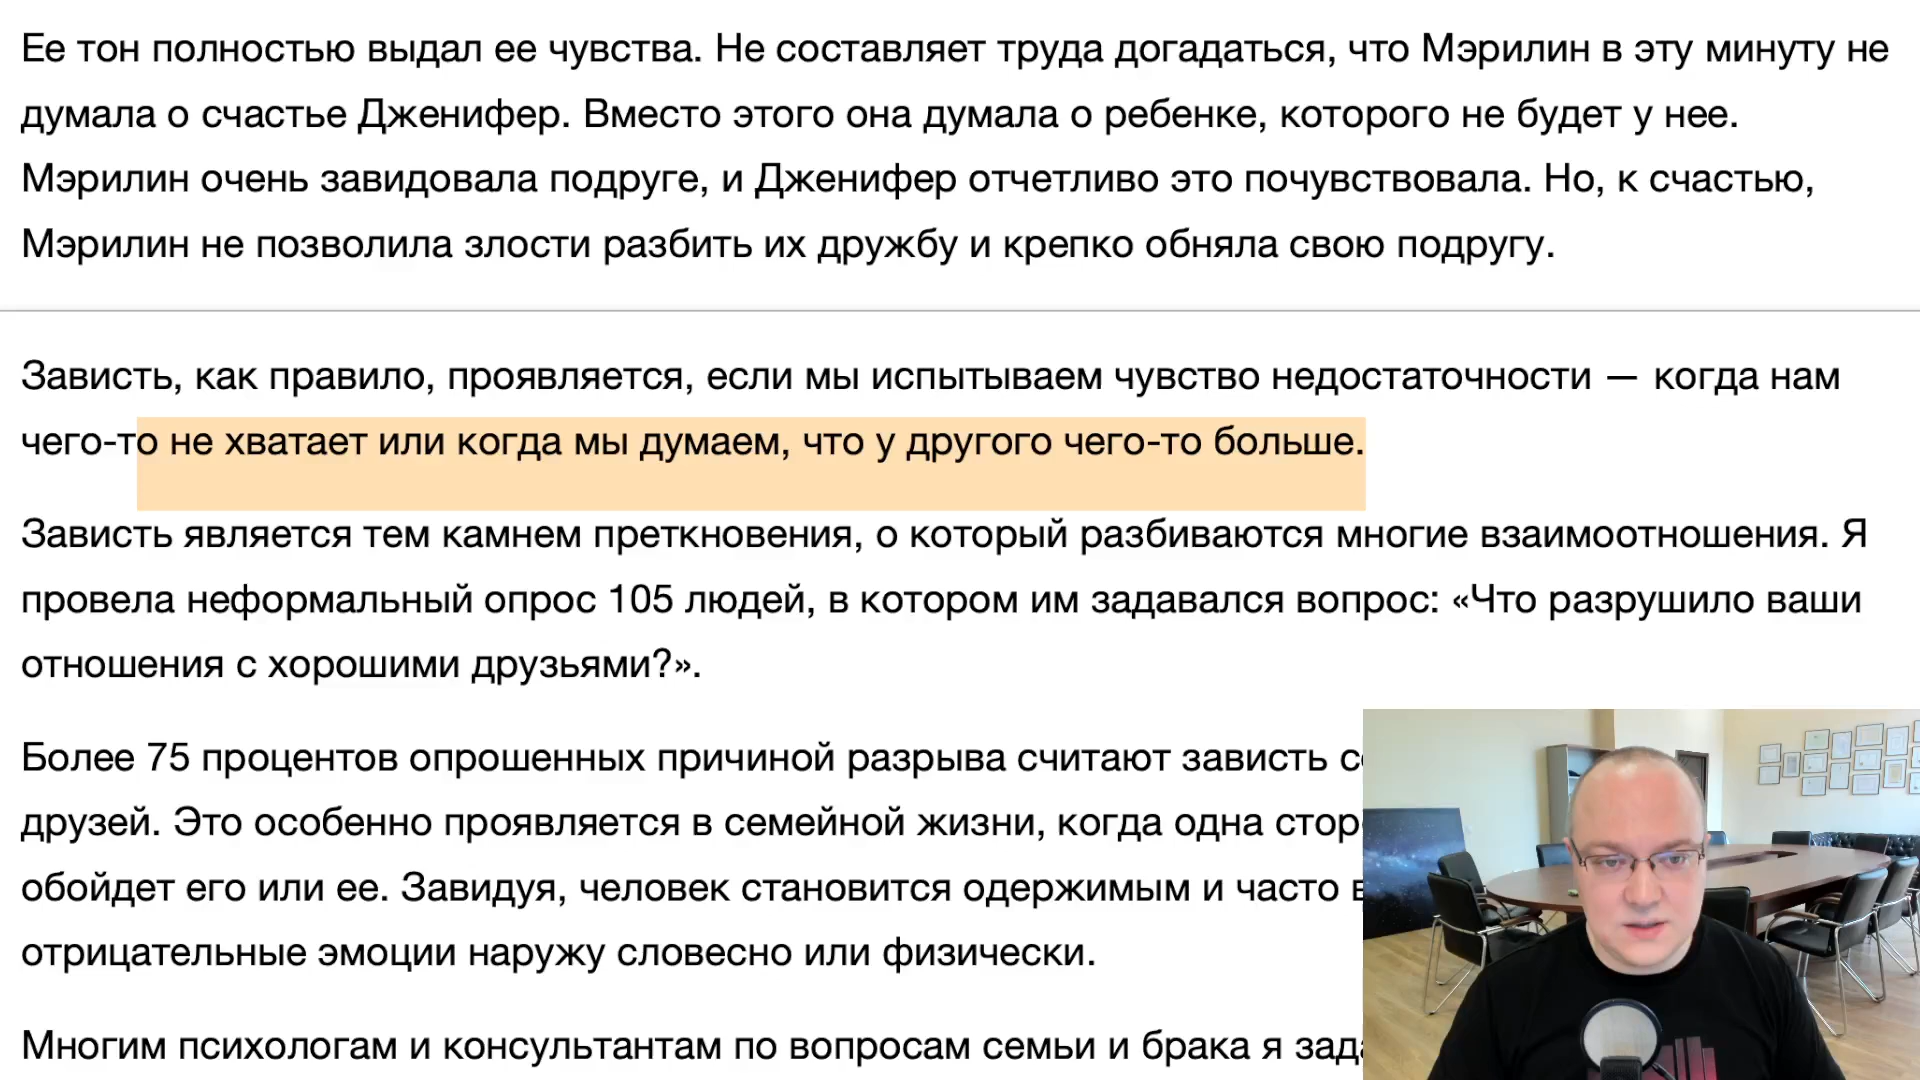 Ее тон полностью выдал ее чувства. Не составляет труда догадаться, что Мэрилин в эту минуту не
думала о счастье Дженифер. Вместо этого она думала о ребенке, которого не будет у нее.
Мэрилин очень завидовала подруге, и Дженифер отчетливо это почувствовала. Но, к счастью,
Мэрилин не позволила злости разбить их дружбу и крепко обняла свою подругу.
Зависть, как правило, проявляется, если мы испытываем чувство недостаточности — когда нам
чего-то не хватает или когда мы думаем, что у другого чего-то больше.
Зависть является тем камнем преткновения, о который разбиваются многие взаимоотношения. Я
провела неформальный опрос 105 людей, в котором им задавался вопрос: «Что разрушило ваши
отношения с хорошими друзьями?».
Более 75 процентов опрошенных причиной разрыва считают зависть
друзей. Это особенно проявляется в семейной жизни, когда одна
обойдет его или ее. Завидуя, человек становится одержимым и часто
отрицательные эмоции наружу словесно или физически.
Многим психологам и консультантам по вопросам семьи и брака я